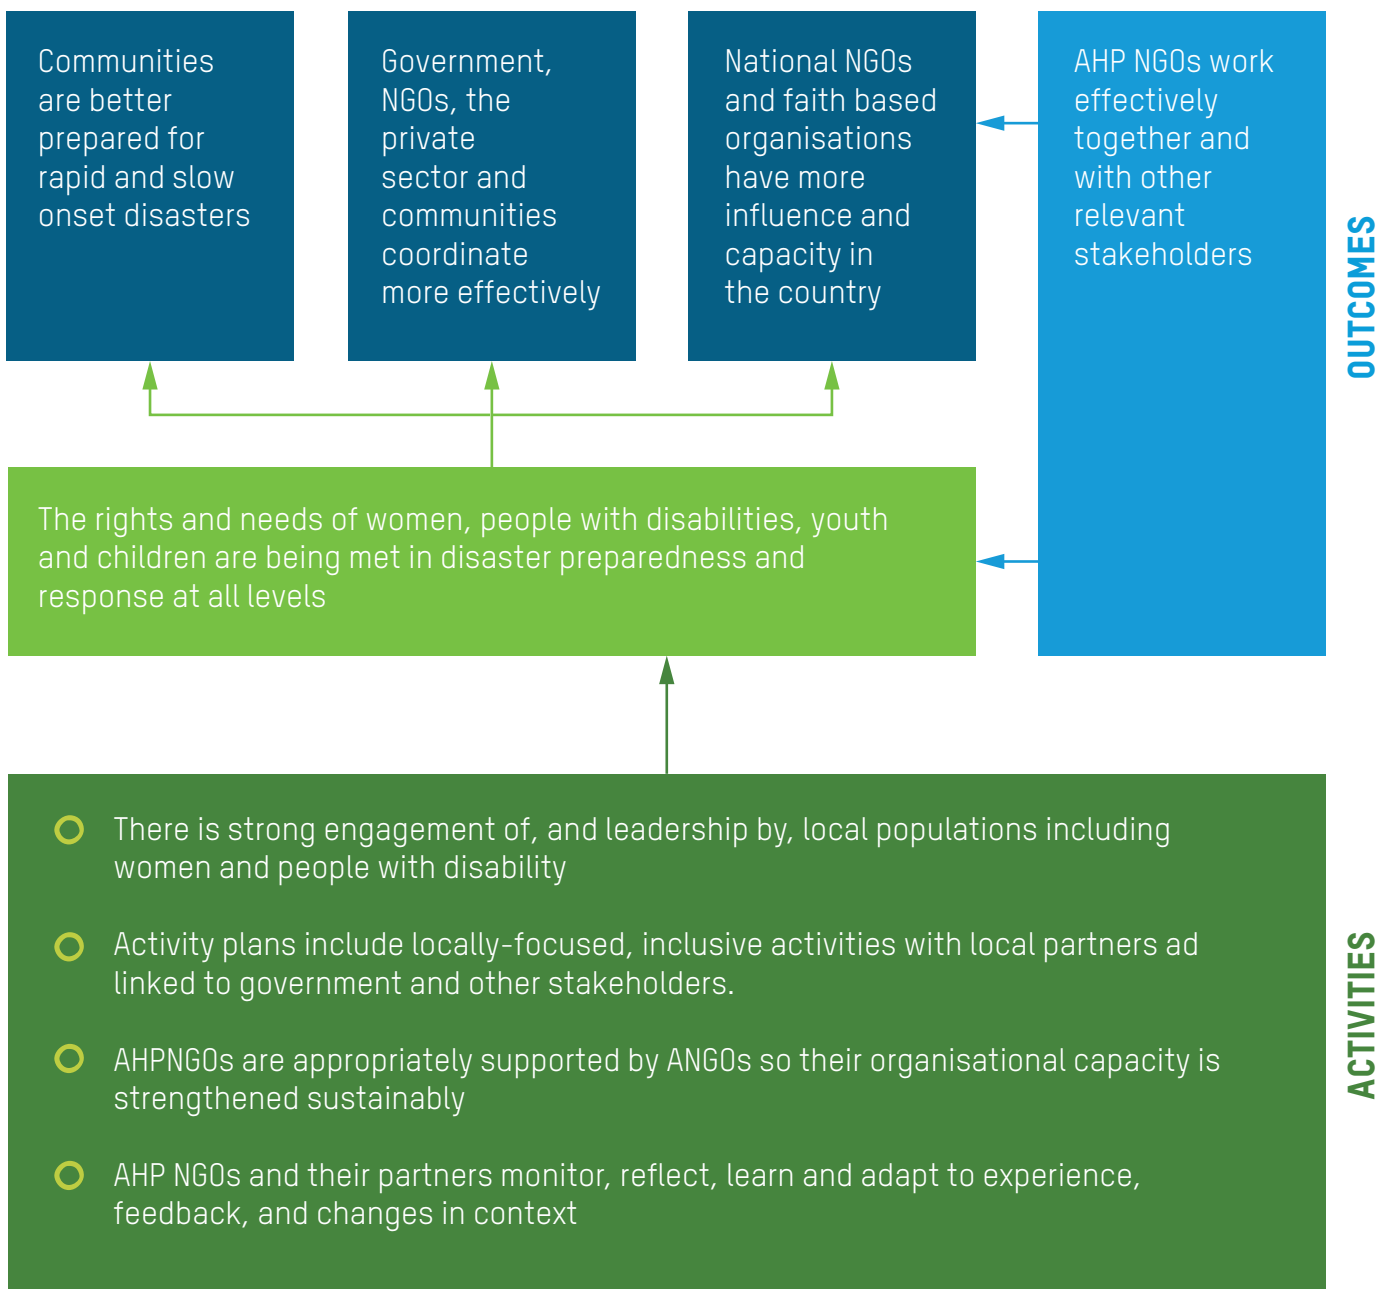 Communities
are better
prepared for
rapid and slow
onset disasters
Government,
NGOs, the
private
sector and
communities
coordinate
more effectively
National NGOs
and faith based
organisations
have more
influence and
capacity in
the country
AHP NGOs work
effectively
together and
with other
relevant
stakeholders
OUTCOMES
The rights and needs of women, people with disabilities, youth
and children are being met in disaster preparedness and
response at all levels
There is strong engagement of, and leadership by, local populations including
women and people with disability
Activity plans include locally-focused, inclusive activities with local partners ad
linked to government and other stakeholders.
AHPNGOs are appropriately supported by ANGOs so their organisational capacity is
strengthened sustainably
AHP NGOs and their partners monitor, reflect, learn and adapt to experience,
feedback, and changes in context
ACTIVITIES